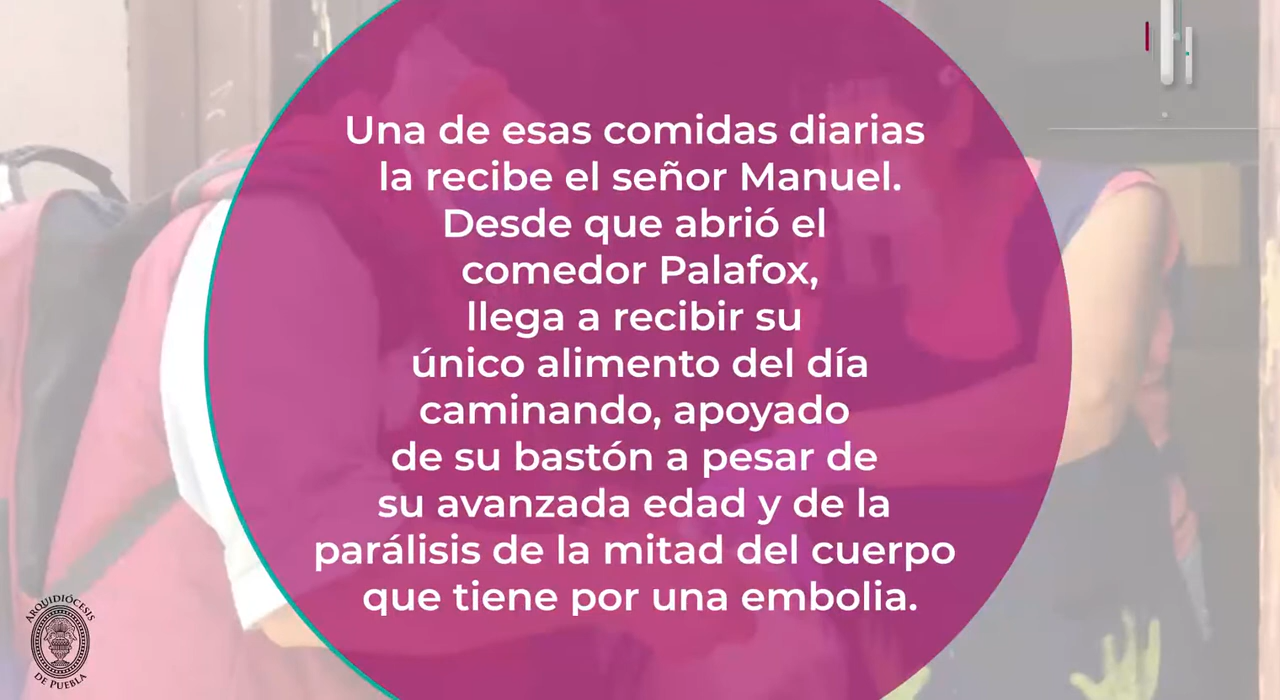 Una de esas comidas diarias
la recibe el señor Manuel.
Desde que abrió el
comedor Palafox,
llega a recibir su
único alimento del día
caminando, apoyado
de su bastón a pesar de
su avanzada edad y de la
parálisis de la mitad del cuerpo
que tiene por una embolia.
ARQUIDIÓCESIS
DE PUEBLA